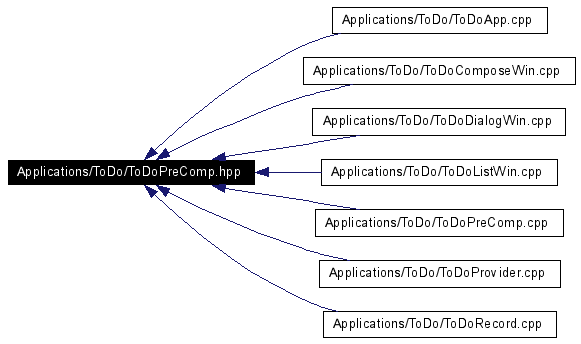 Applications/ToDo/ToDoApp.cpp
Applications/ToDo/ToDoComposeWin.cpp
Applications/ToDo/ToDoDialogWin.cpp
Applications/ToDo/ToDoPreComp.hpp
Applications/ToDo/ToDoListWin.cpp
Applications/ToDo/ToDoPreComp.cpp
Applications/ToDo/ToDoProvider.cpp
Applications/ToDo/ToDoRecord.cpp